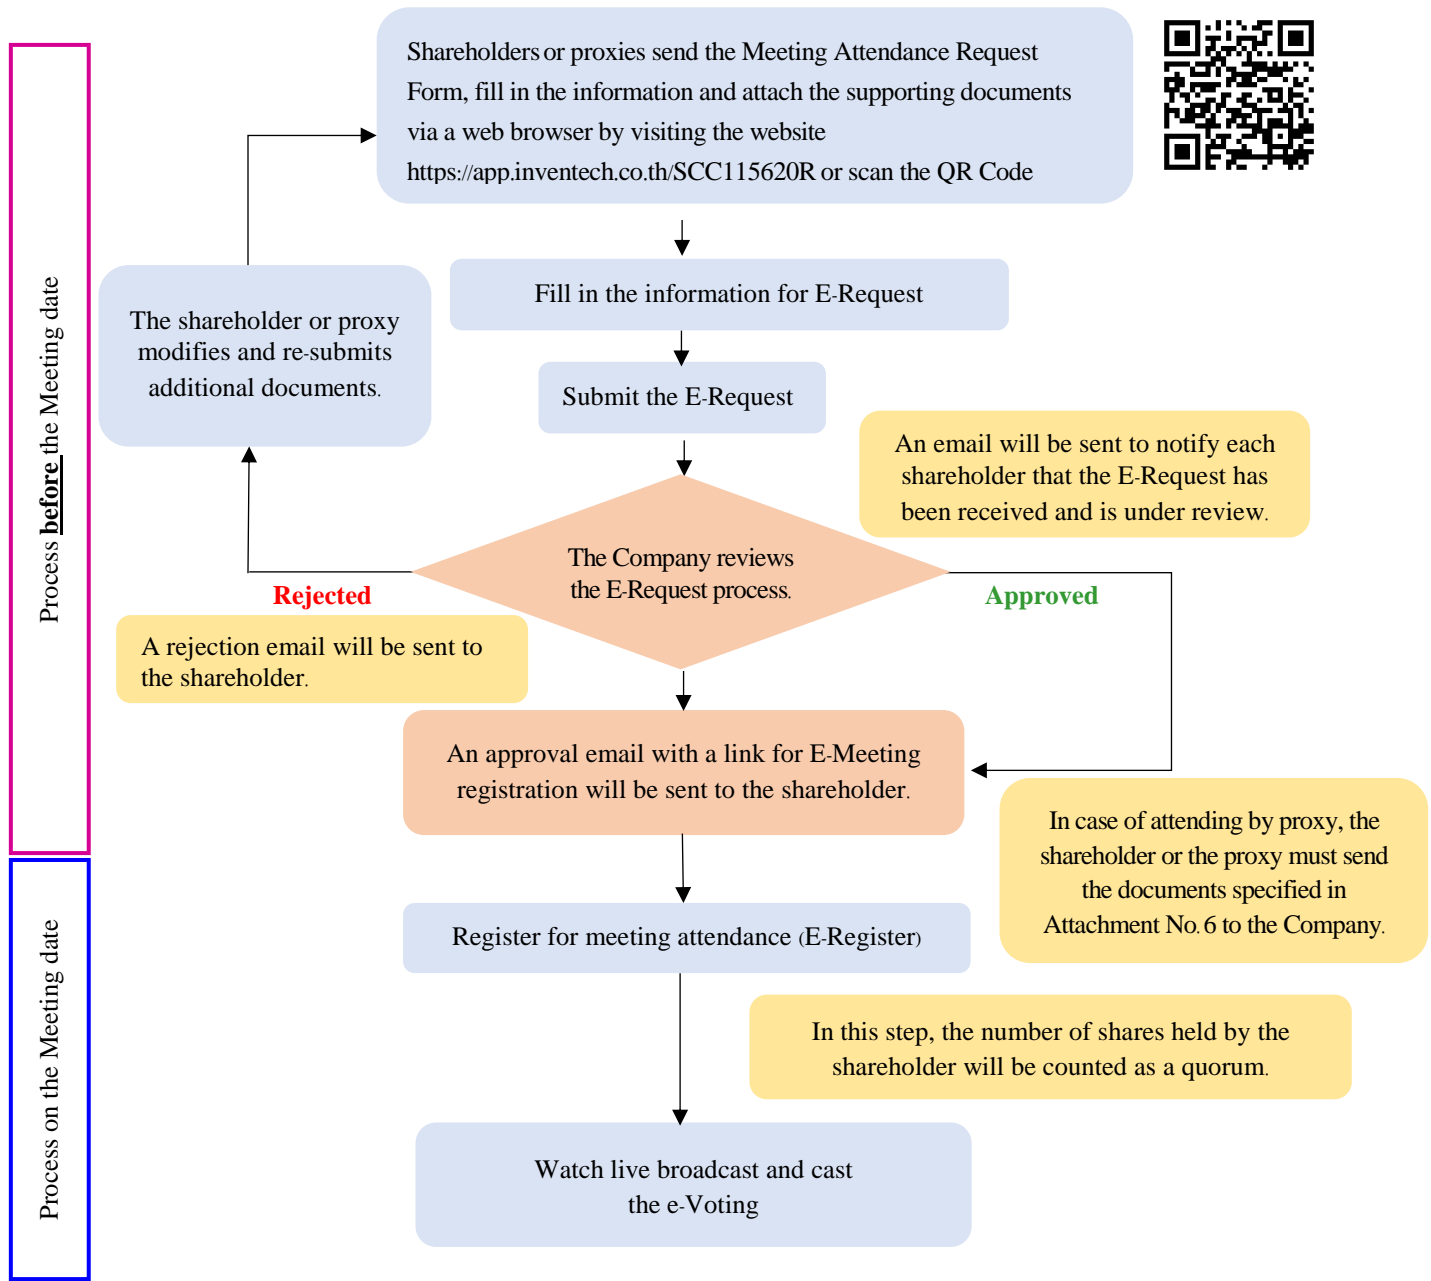 Shareholders or proxies send the Meeting Attendance Request
Form, fill in the information and attach the supporting documents
via a web browser by visiting the website
https://app.inventech.co.th/SCC115620R or scan the QR Code
Process before the Meeting date
The shareholder or proxy
modifies and re-submits
additional documents.
Fill in the information for E-Request
Submit the E-Request
An email will be sent to notify each
shareholder that the E-Request has
been received and is under review.
The Company reviews
the E-Request process.
Rejected
Approved
A rejection email will be sent to
the shareholder.
An approval email with a link for E-Meeting
registration will be sent to the shareholder.
In case of attending by proxy, the
shareholder or the proxy must send
the documents specified in
Attachment No. 6 to the Company.
Process on the Meeting date
Register for meeting attendance (E-Register)
In this step, the number of shares held by the
shareholder will be counted as a quorum.
Watch live broadcast and cast
the e-Voting